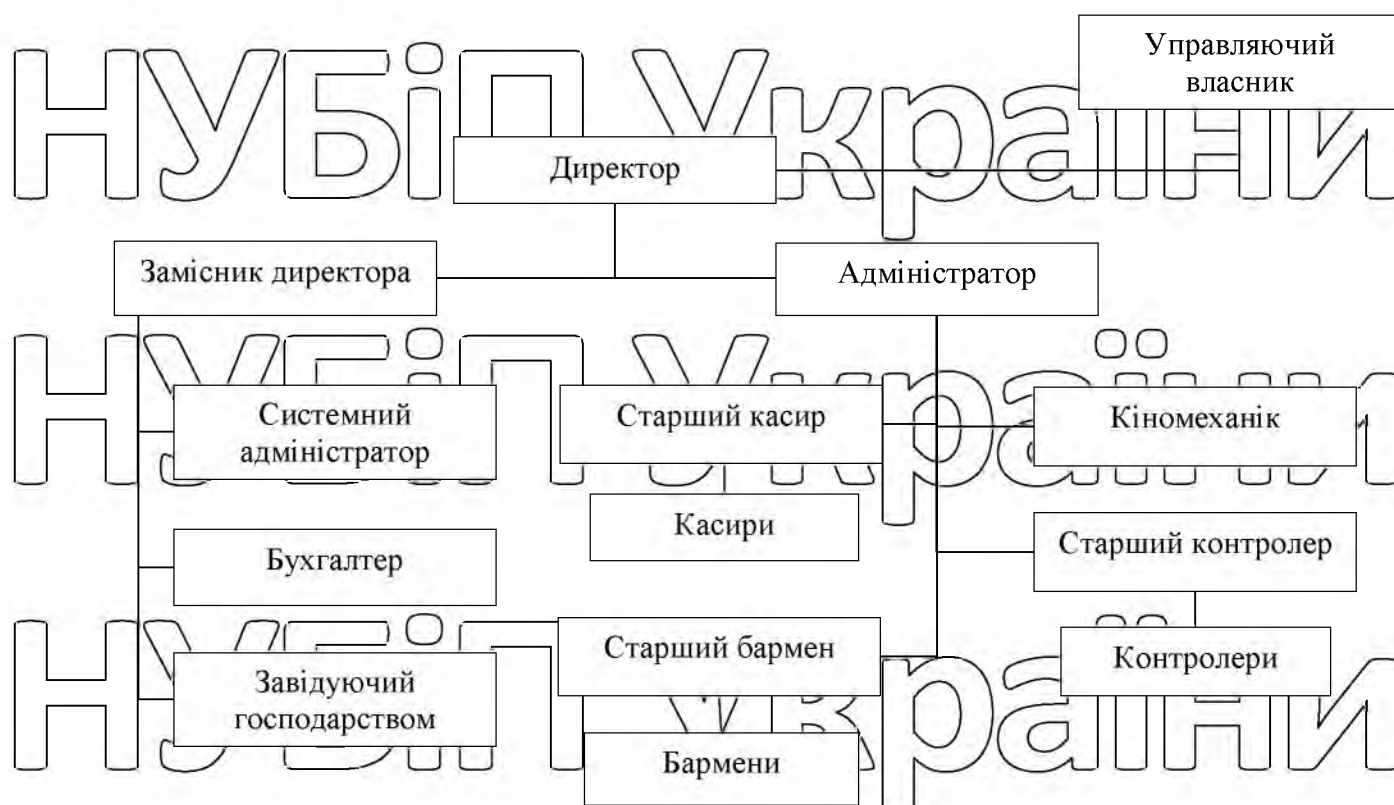 НУБіП України
Управляючий
власник
Директор
Замісник директора
Адміністратор
НУБіП України
Системний
адміністратор
Старший касир
Кіномеханік
Касири
Старший контролер
Бухгалтер
НУБіП України
Старший бармен
Контролери
Завідуючий
господарством
Бармени